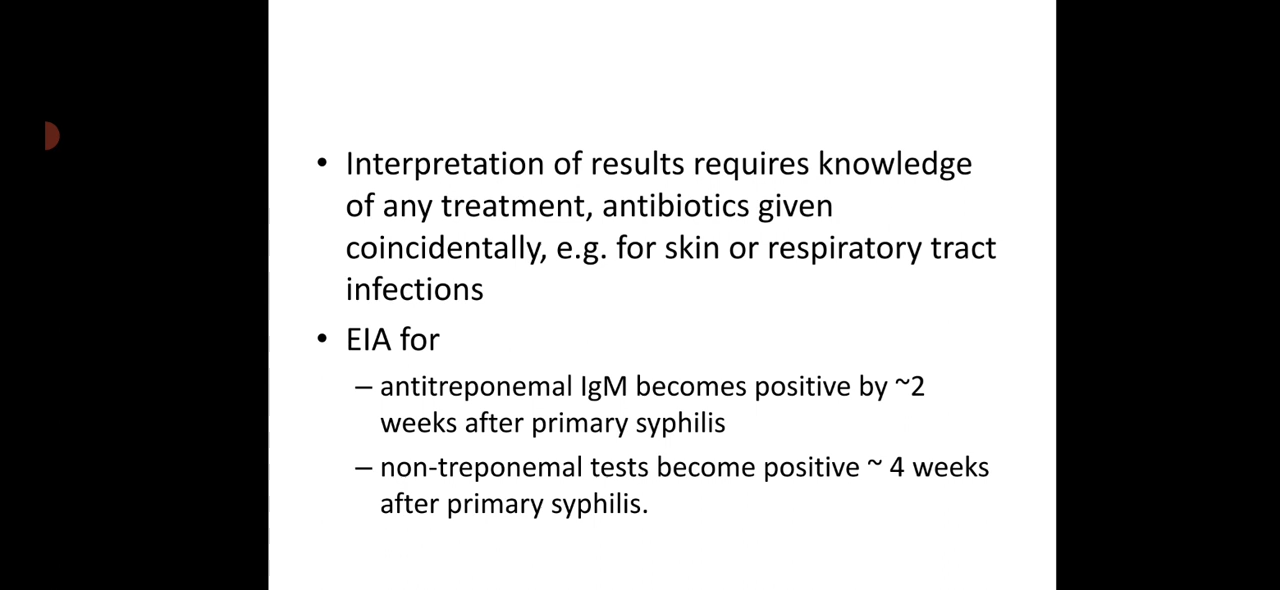 • Interpretation of results requires knowledge
of any treatment, antibiotics given
coincidentally, e.g. for skin or respiratory tract
infections
• EIA for
– antitreponemal IgM becomes positive by ~2
weeks after primary syphilis
– non-treponemal tests become positive ~ 4 weeks
after primary syphilis.